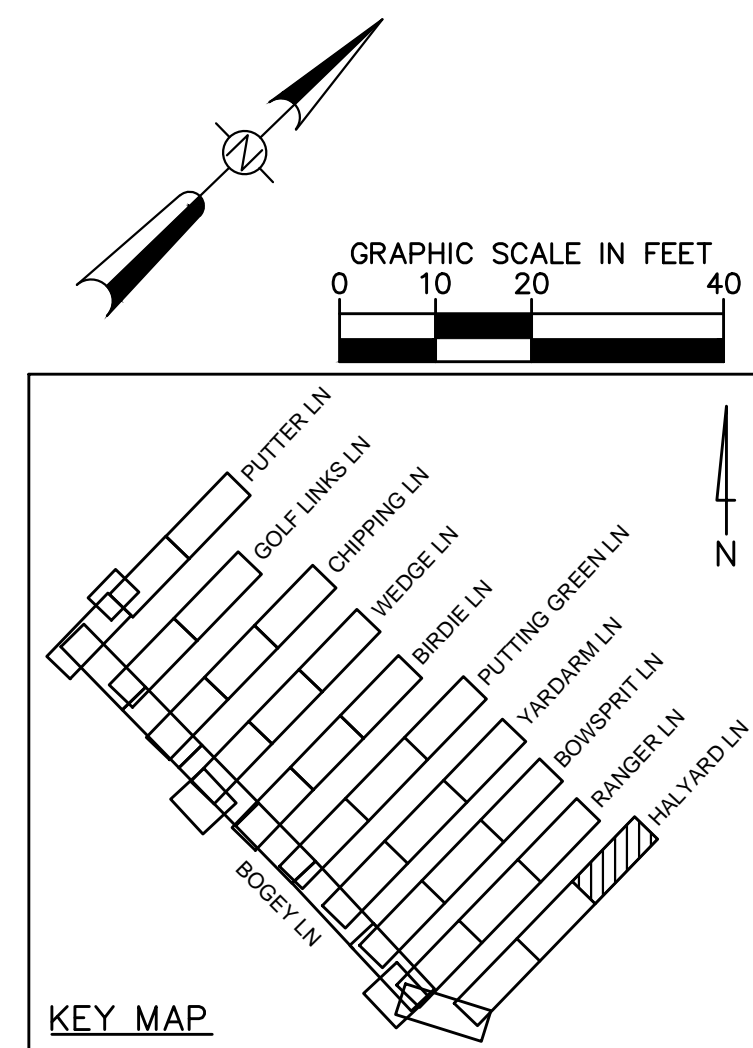 N
GRAPHIC SCALE IN FEET
0 10 20 40
PUTTER LN
GOLF LINKS LN
CHIPPING LN
WEDGE LN
BIRDIE LN
PUTTING GREEN LN
YARDARM LN
BOWSPRIT LN
RANGER LN
HALYARD LN
BOGEY LN
N
KEY MAP